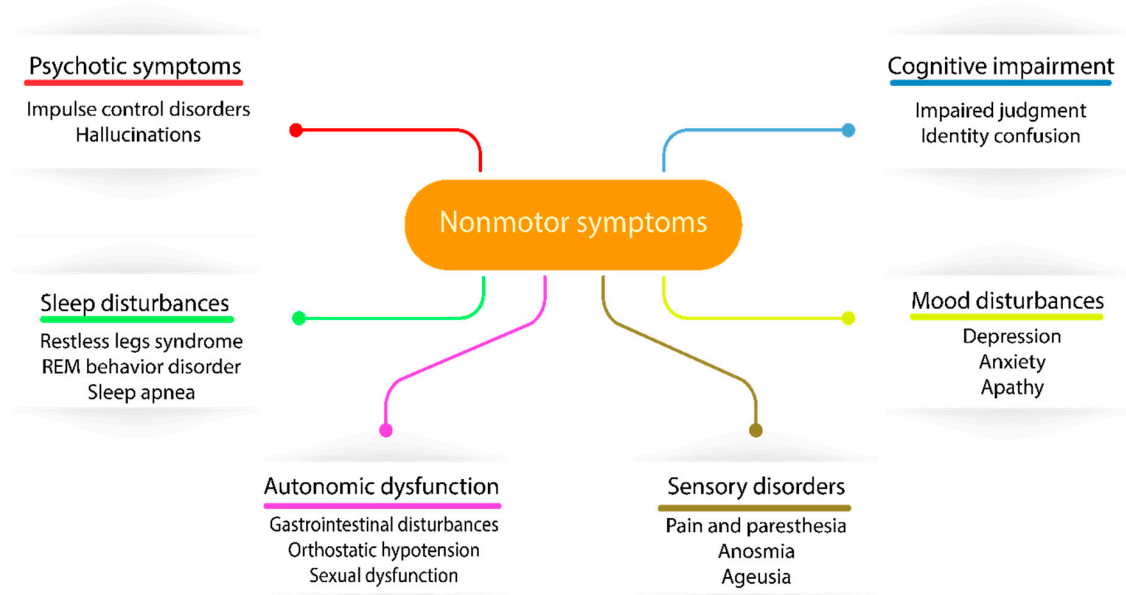 Psychotic symptoms
Impulse control disorders
Hallucinations
Cognitive impairment
Impaired judgment
Identity confusion
Nonmotor symptoms
Sleep disturbances
Restless legs syndrome
REM behavior disorder
Sleep apnea
Mood disturbances
Depression
Anxiety
Apathy
Autonomic dysfunction
Gastrointestinal disturbances
Orthostatic hypotension
Sexual dysfunction
Sensory disorders
Pain and paresthesia
Anosmia
Ageusia